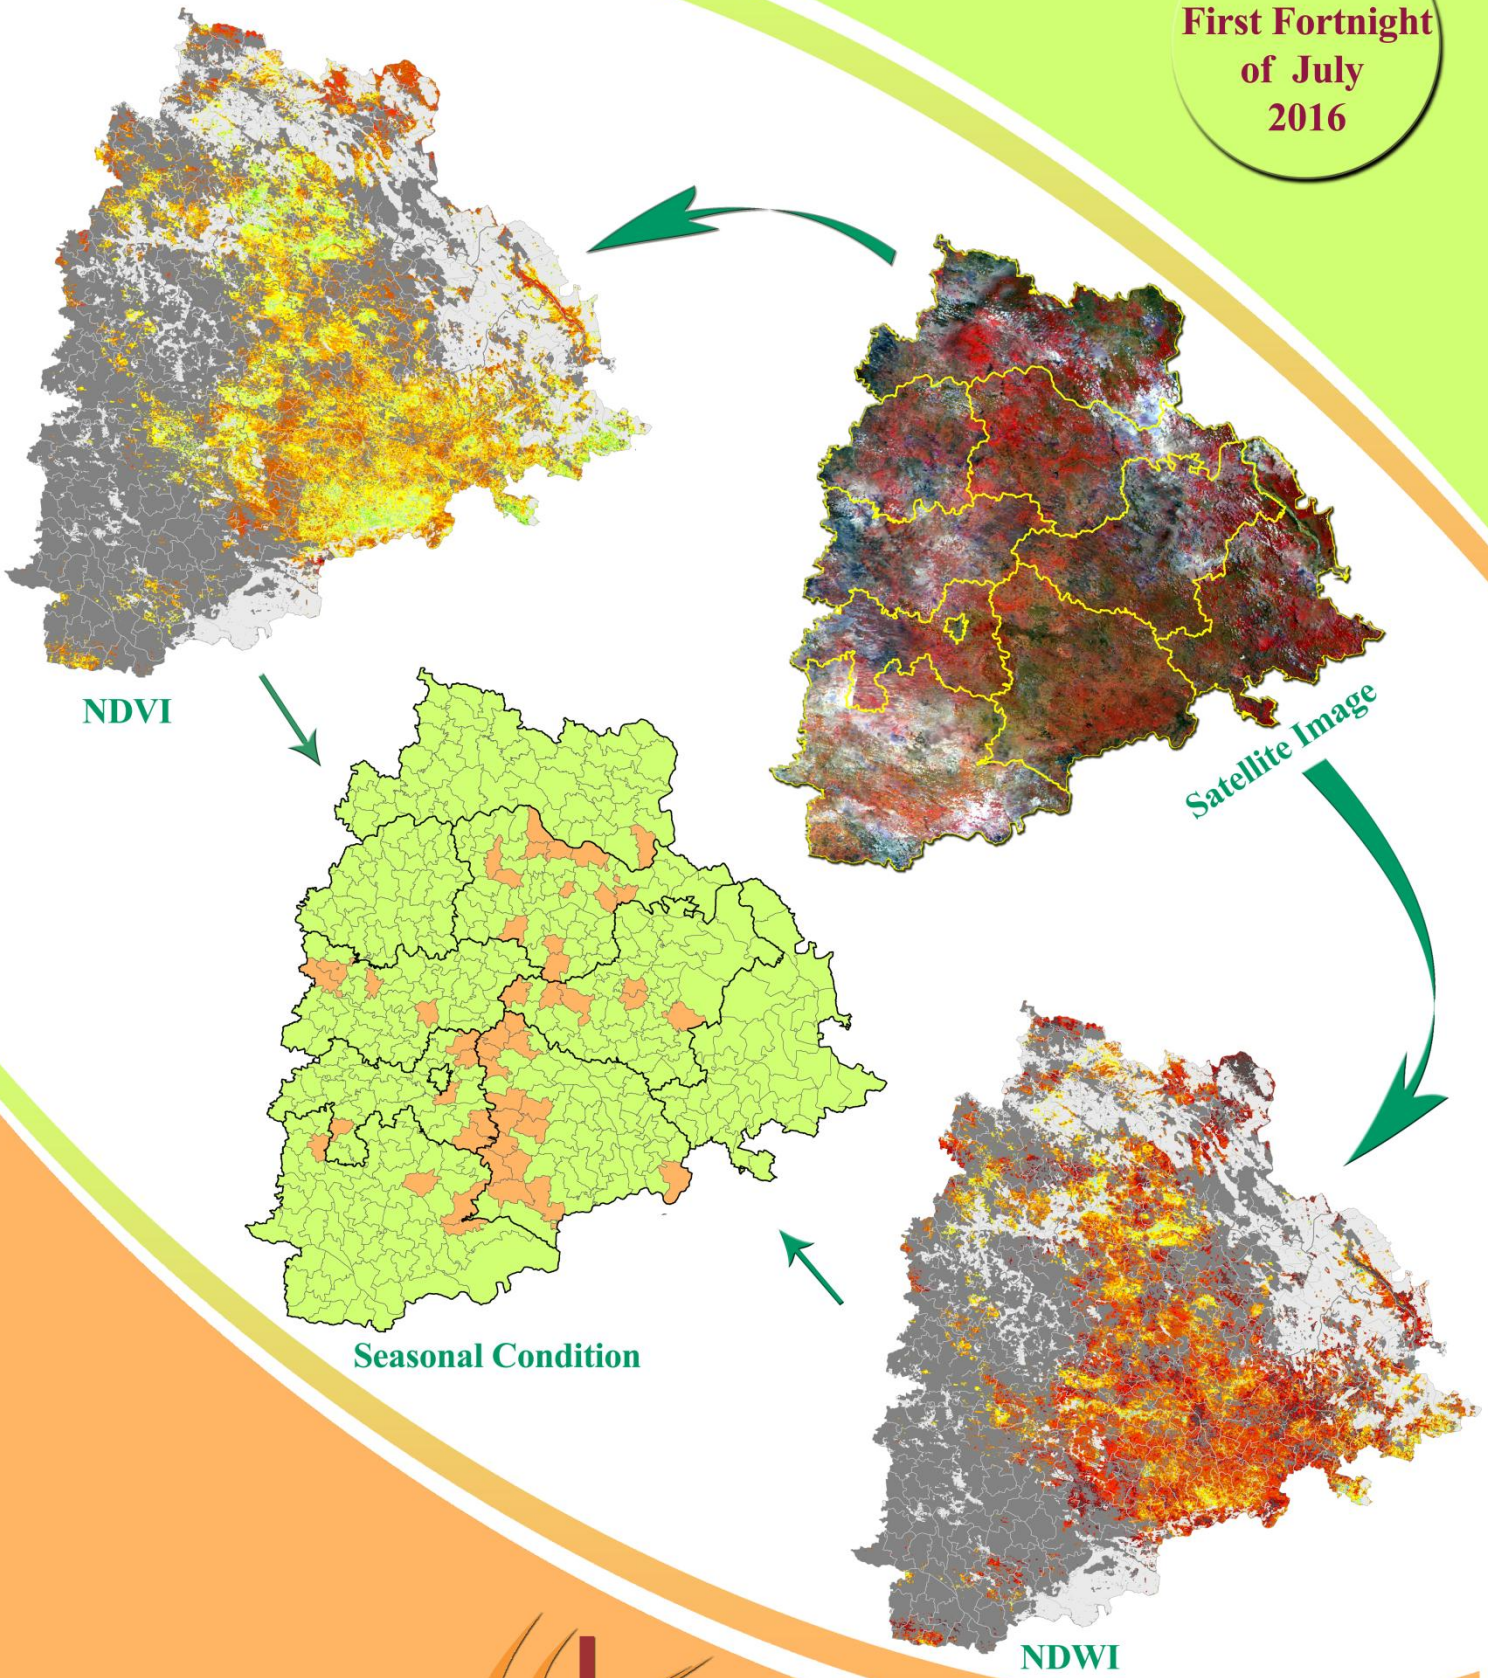 First Fortnight
of July
2016
NDVI
Satellite Image
Seasonal Condition
NDWI